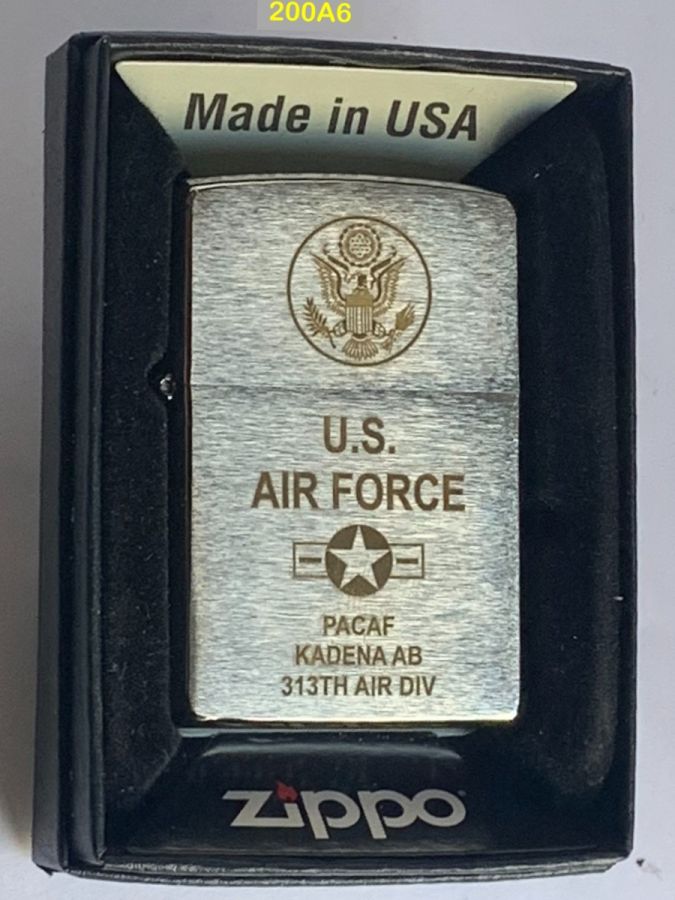 200A6
Made in USA
U.S.
AIR FORCE
PACAF
KADENA AB
313TH AIR DIV
zippo